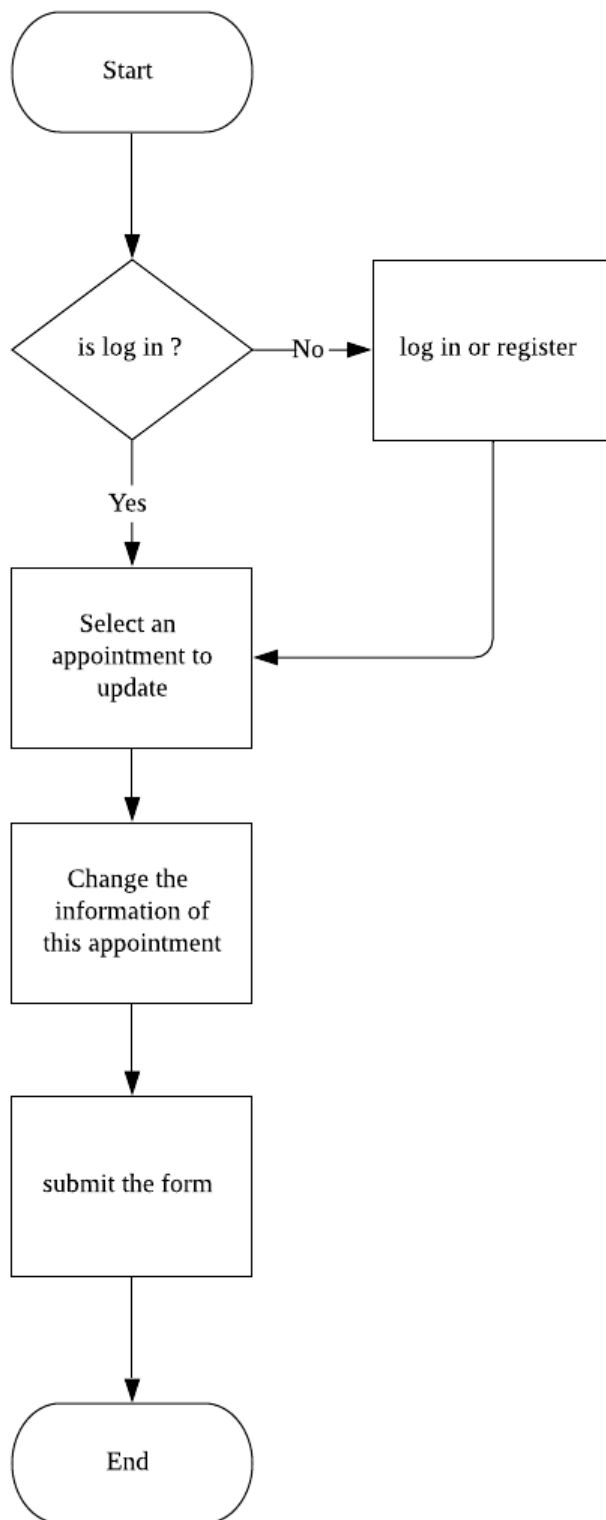 Start
is log in ?
No
log in or register
Yes
Select an
appointment to
update
Change the
information of
this appointment
submit the form
End